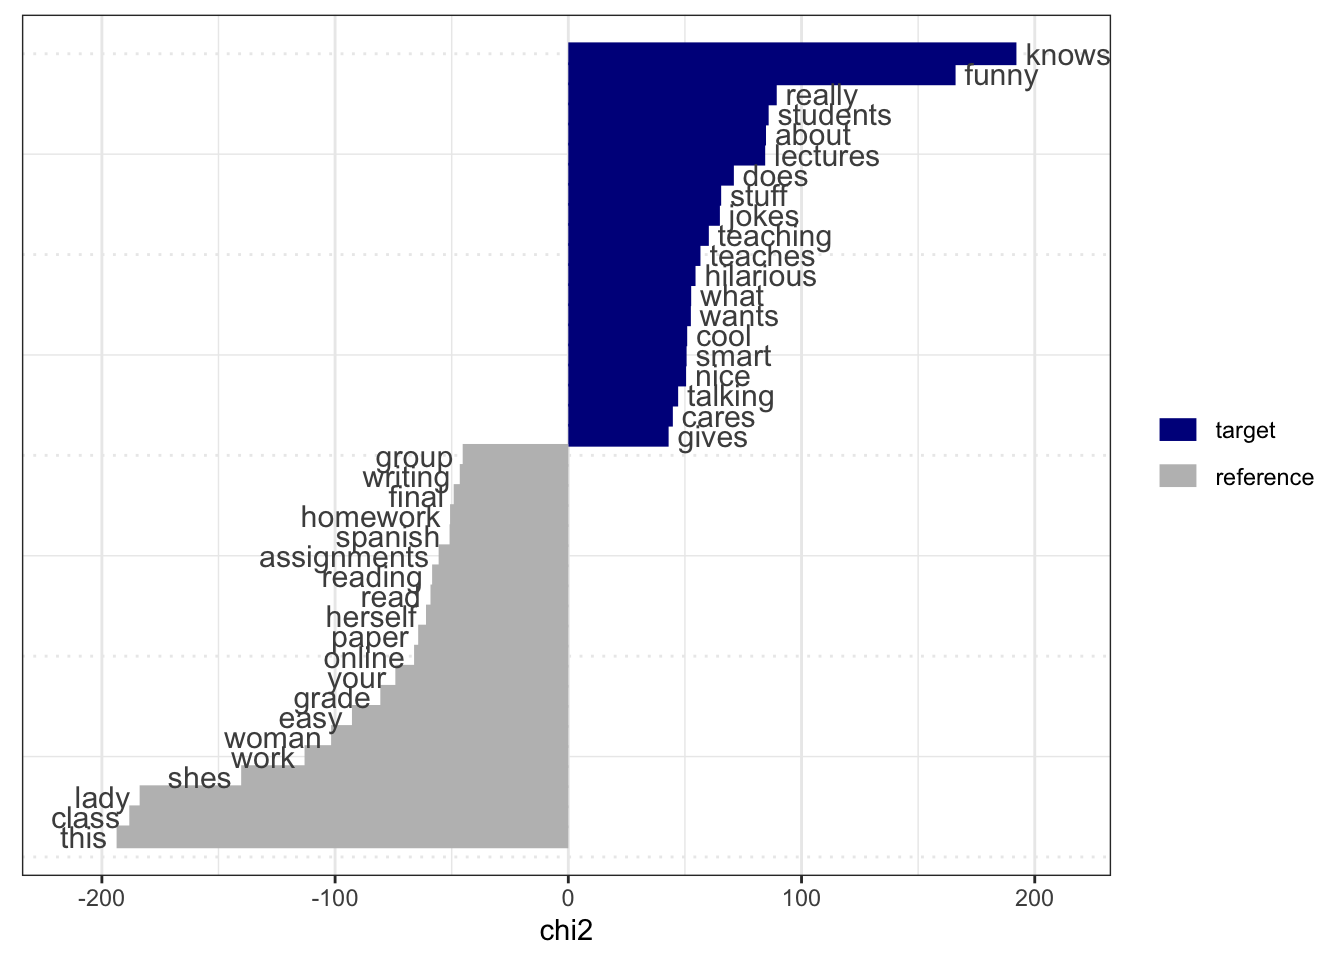 knows
funny
really
students
about
lectures
does
stuff
jokes
teaching
teaches
hilarious
what
wants
cool
smart
nice
talking
cares
gives
group
writing
final
homework
spanish
assignments
reading
read
herself
paper
online
your
grade
easy
woman
work
shes
lady
class
this
-200 -100 0 100 200
chi2
target
reference